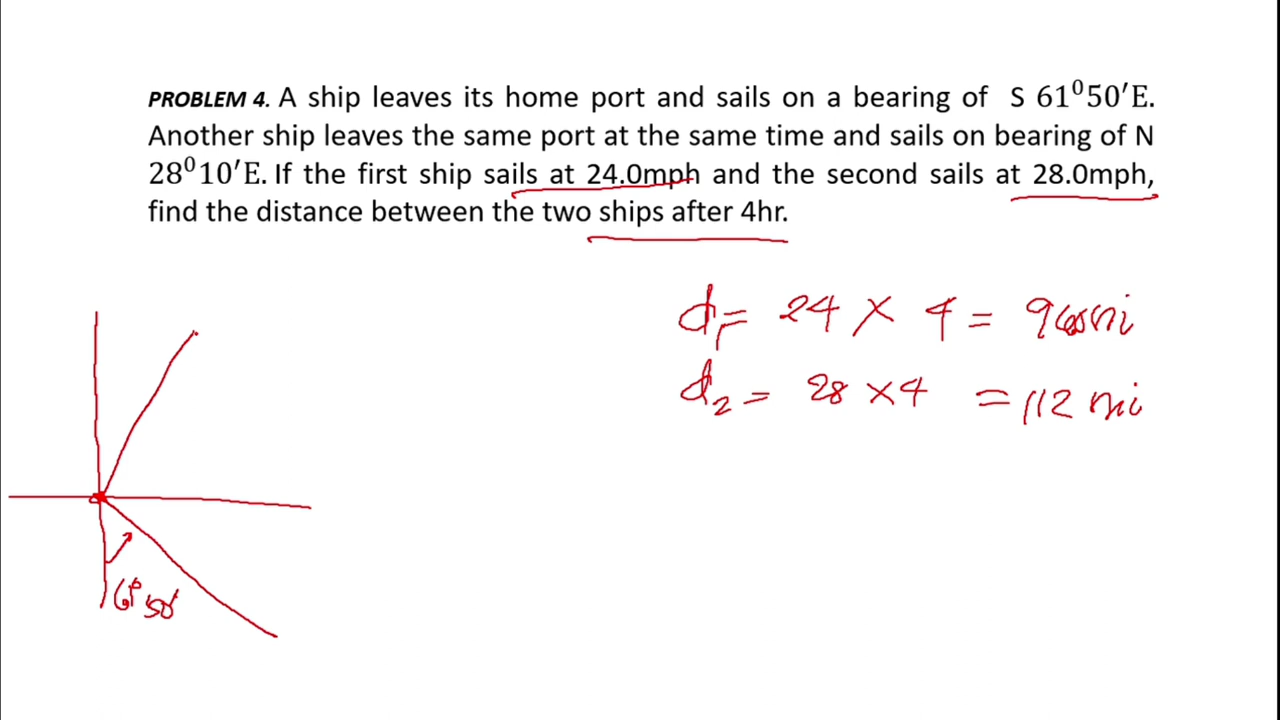 PROBLEM 4. A ship leaves its home port and sails on a bearing of S 61⁰50′E.
Another ship leaves the same port at the same time and sails on bearing of N
28⁰10′E. If the first ship sails at 24.0mph and the second sails at 28.0mph,
find the distance between the two ships after 4hr.
d₁ = 24 × 4 = 96 mi
d₂ = 28 × 4 = 112 mi
61⁰ 50′